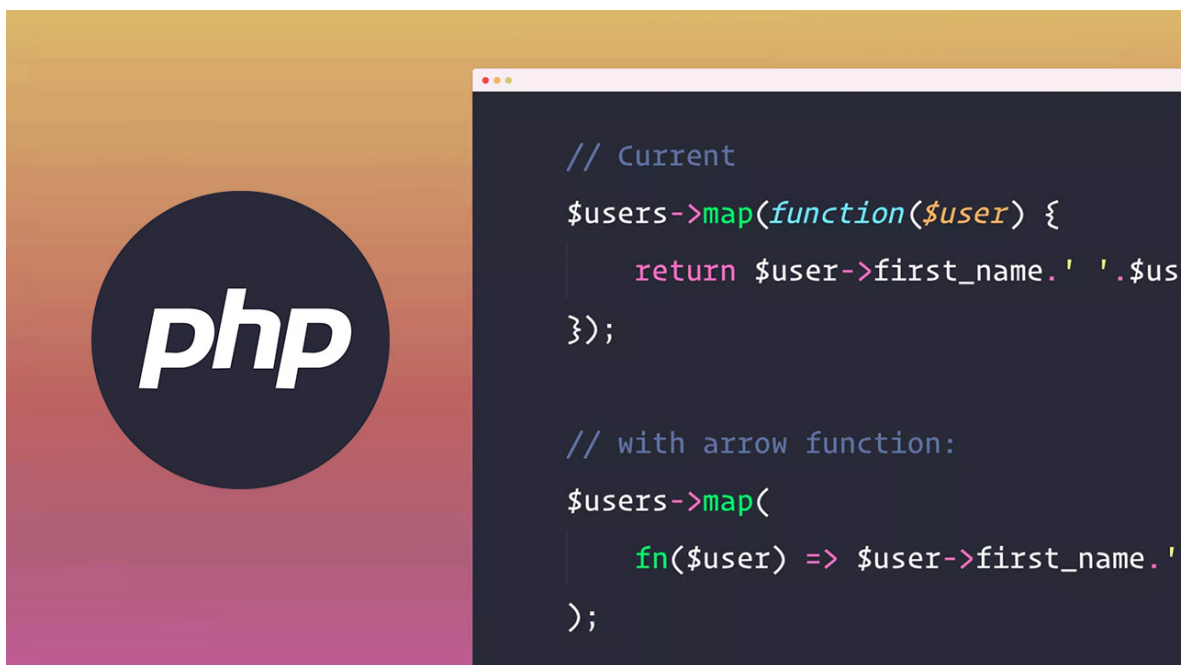 php
// Current
$users->map(function($user) {
return $user->first_name.' '.$us
});
// with arrow function:
$users->map(
fn($user) => $user->first_name.'
);